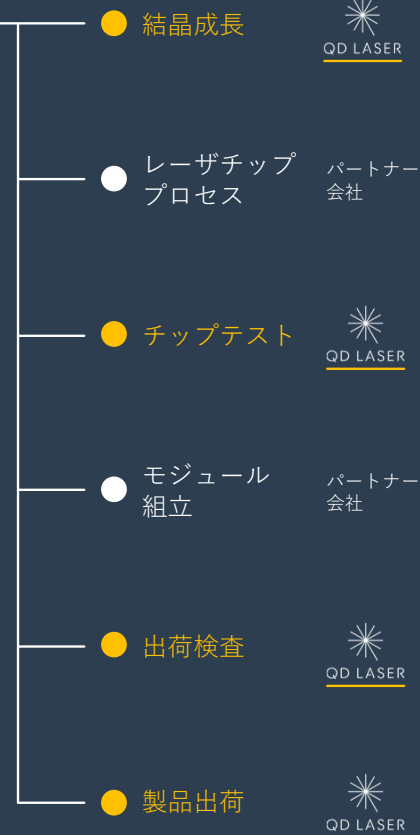 結晶成長
QD LASER
レーザチップ
プロセス
パートナー
会社
チップテスト
QD LASER
モジュール
組立
パートナー
会社
出荷検査
QD LASER
製品出荷
QD LASER